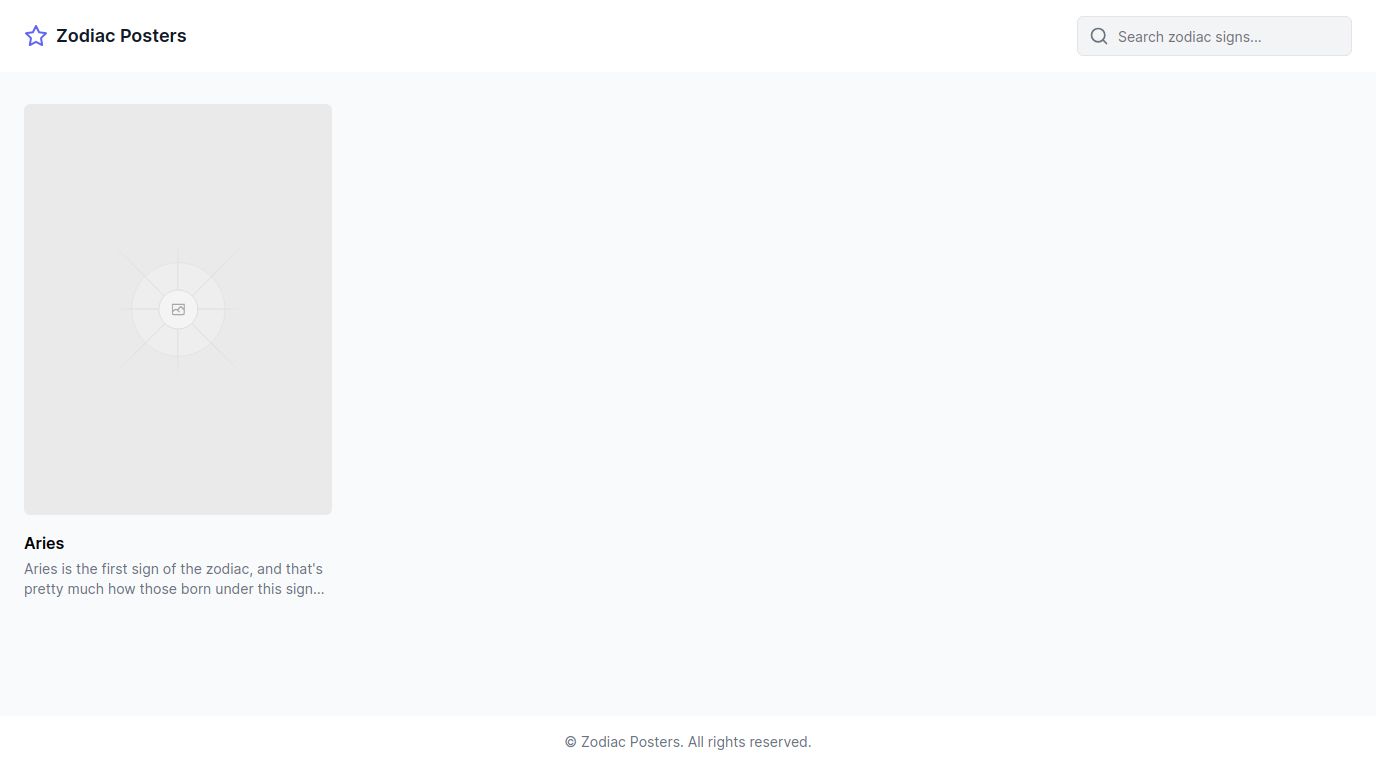 Zodiac Posters
Search zodiac signs...
Aries
Aries is the first sign of the zodiac, and that's
pretty much how those born under this sign...
© Zodiac Posters. All rights reserved.